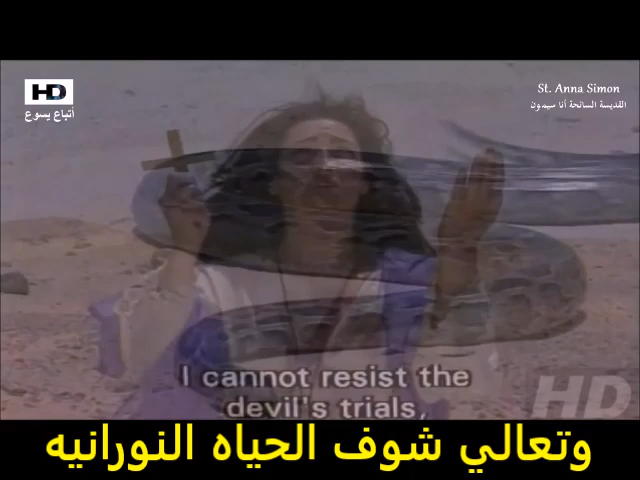 HD
أتباع يسوع
St. Anna Simon
القديسة السائحة أنا سيمون
I cannot resist the
devil's trials,
HD
وتعالي شوف الحياه النورانيه